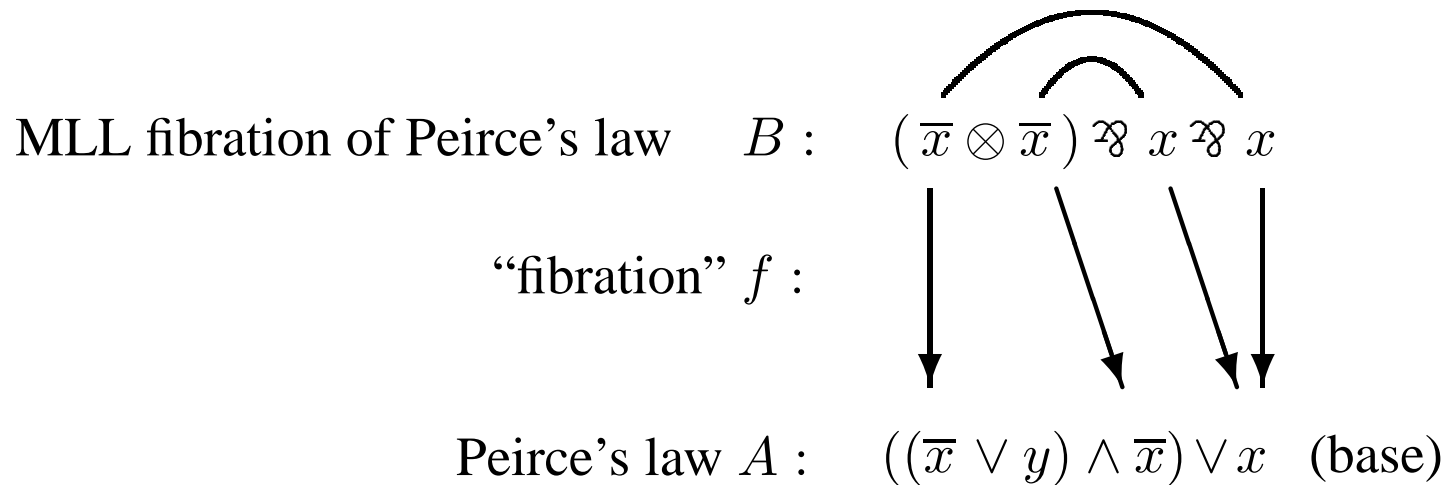 MLL fibration of Peirce’s law B : ( x̅ ⊗ x̅ ) ⅋ x ⅋ x
“fibration” f :
Peirce’s law A : ((x̅ ∨ y) ∧ x̅) ∨ x (base)